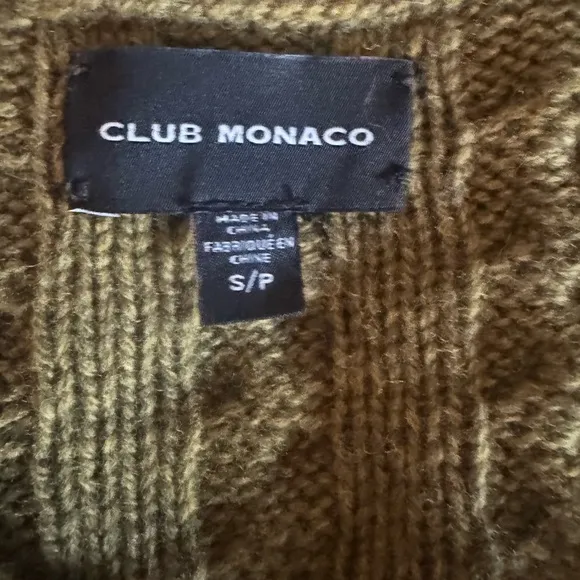 CLUB MONACO
MADE IN
CHINA
FABRIQUÉ EN
CHINE
S/P